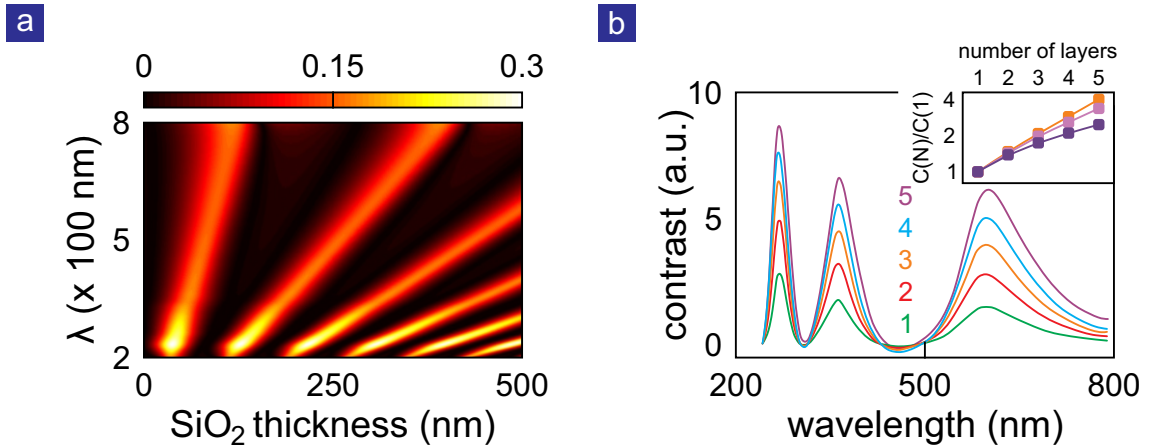 a
0 0.15 0.3
8
5
2
λ (x 100 nm)
0 250 500
SiO₂ thickness (nm)
b
number of layers
1 2 3 4 5
4
2
1
C(N)/C(1)
10
5
0
contrast (a.u.)
5
4
3
2
1
200 500 800
wavelength (nm)